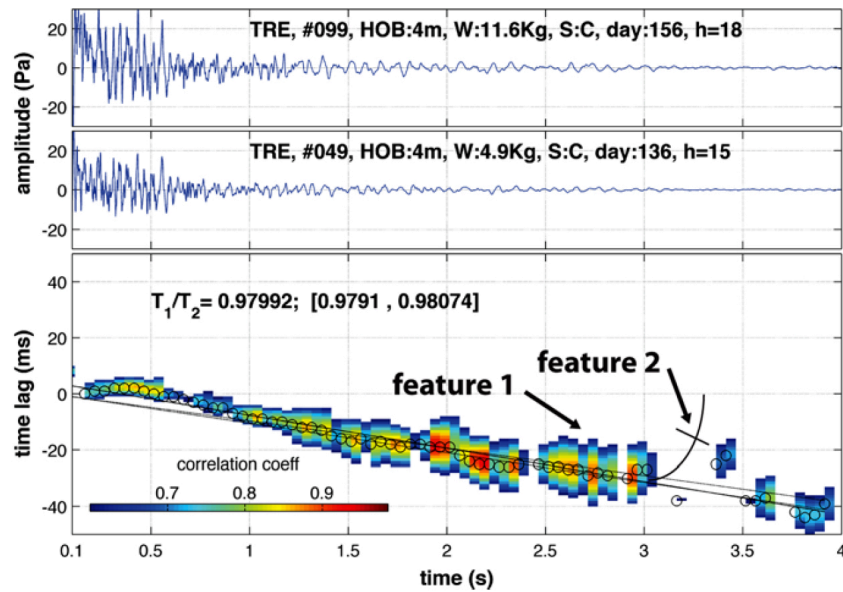 TRE, #099, HOB:4m, W:11.6Kg, S:C, day:156, h=18
20
0
-20
amplitude (Pa)
TRE, #049, HOB:4m, W:4.9Kg, S:C, day:136, h=15
20
0
-20
T1/T2= 0.97992; [0.9791 , 0.98074]
feature 2
feature 1
40
20
0
-20
-40
time lag (ms)
correlation coeff
0.7 0.8 0.9
0.1 0.5 1 1.5 2 2.5 3 3.5 4
time (s)